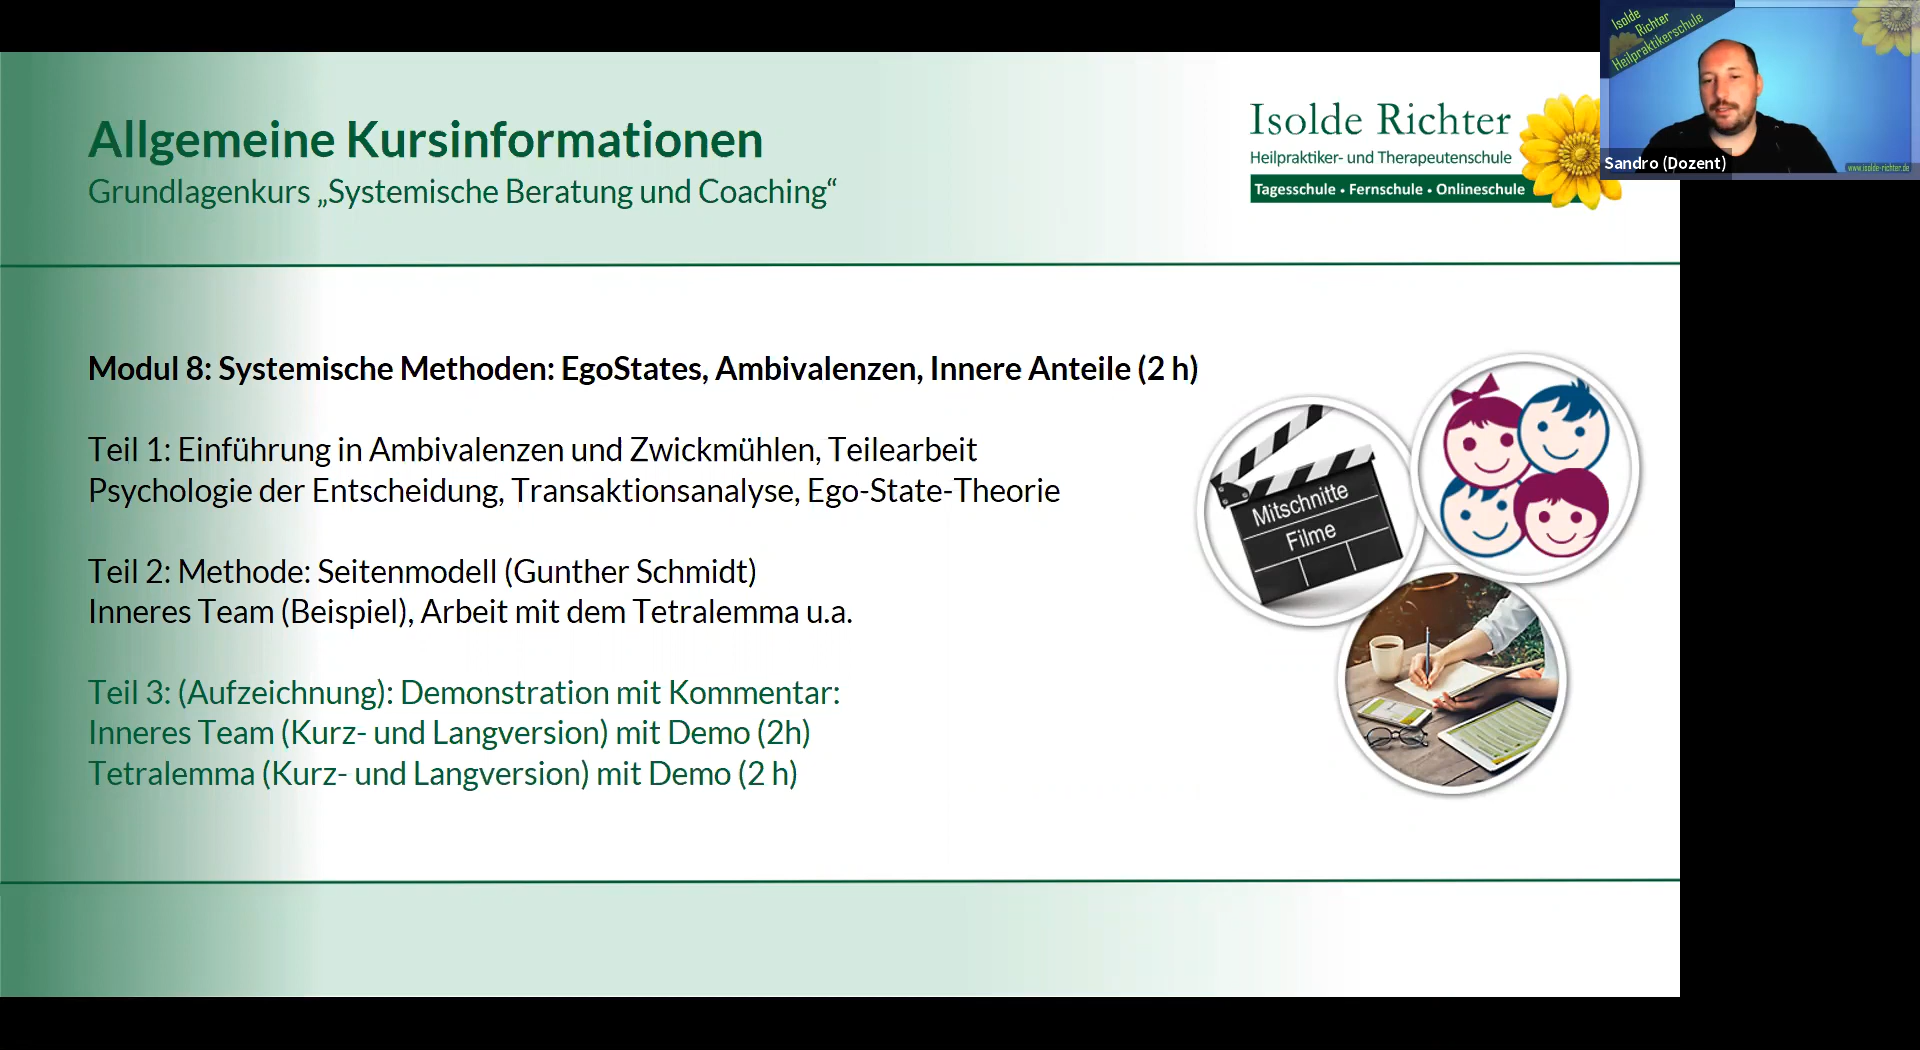 Allgemeine Kursinformationen
Grundlagenkurs „Systemische Beratung und Coaching“
Isolde Richter
Heilpraktiker- und Therapeutenschule
Tagesschule • Fernschule • Onlineschule
Isolde
Richter
Heilpraktikerschule
Sandro (Dozent)
www.isolde-richter.de
Modul 8: Systemische Methoden: EgoStates, Ambivalenzen, Innere Anteile (2 h)
Teil 1: Einführung in Ambivalenzen und Zwickmühlen, Teilearbeit
Psychologie der Entscheidung, Transaktionsanalyse, Ego-State-Theorie
Teil 2: Methode: Seitenmodell (Gunther Schmidt)
Inneres Team (Beispiel), Arbeit mit dem Tetralemma u.a.
Teil 3: (Aufzeichnung): Demonstration mit Kommentar:
Inneres Team (Kurz- und Langversion) mit Demo (2h)
Tetralemma (Kurz- und Langversion) mit Demo (2 h)
Mitschnitte
Filme